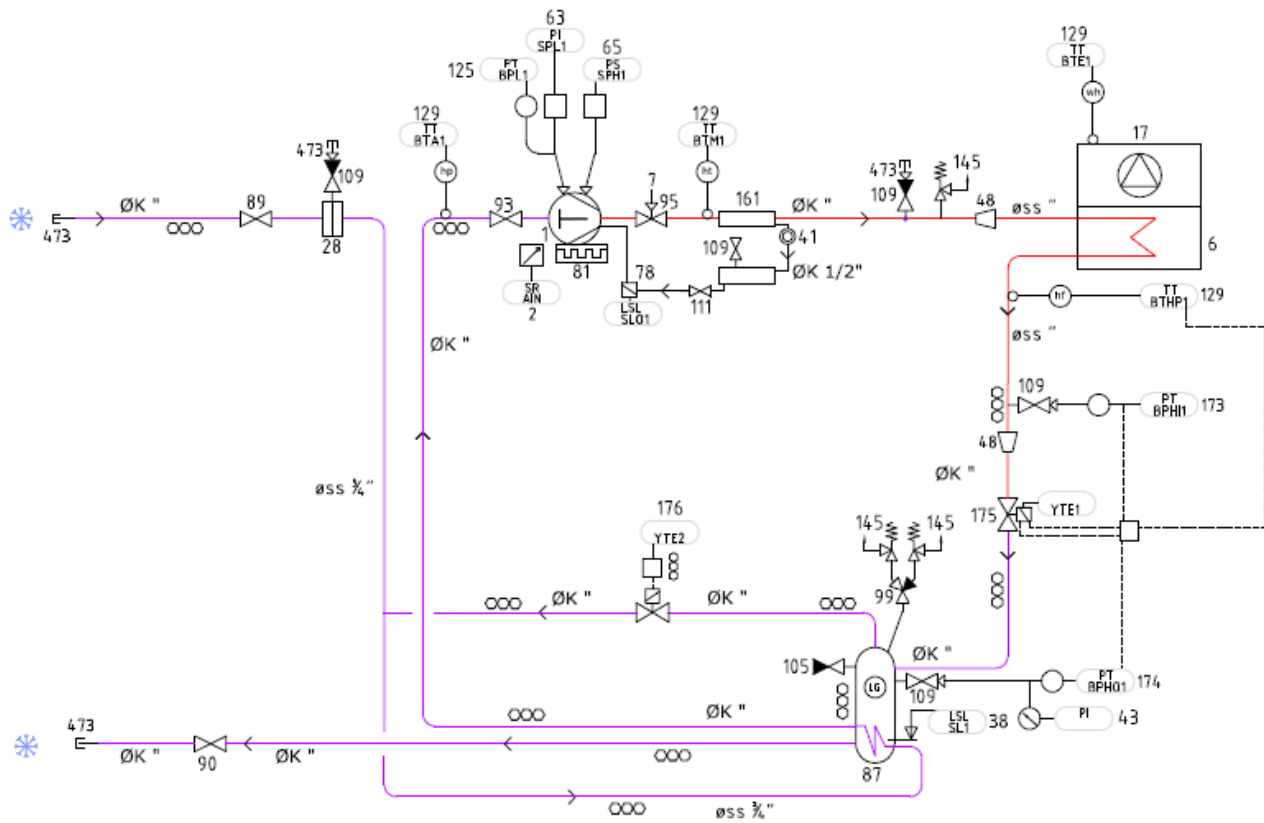 63
PI
SPL1
65
PS
SPH1
125
PT
BPL1
129
TT
BTA1
hp
129
TT
BTM1
ht
129
TT
BTE1
wh
17
473
109
473
109
145
7
ØK "
89
28
93
1
95
161
ØK "
48
øss "
6
473
41
109
ØK 1/2"
81
78
111
SR
AIN
2
LSL
SLO1
hf
TT
BTHP1
129
øss "
ØK "
109
PT
BPHI1
173
48
ØK "
øss ¾"
176
YTE2
175
YTE1
145
145
99
ØK "
ØK "
105
LG
ØK "
109
PT
BPHO1
174
PI
43
LSL
SL1
38
ØK "
473
ØK "
90
ØK "
87
øss ¾"